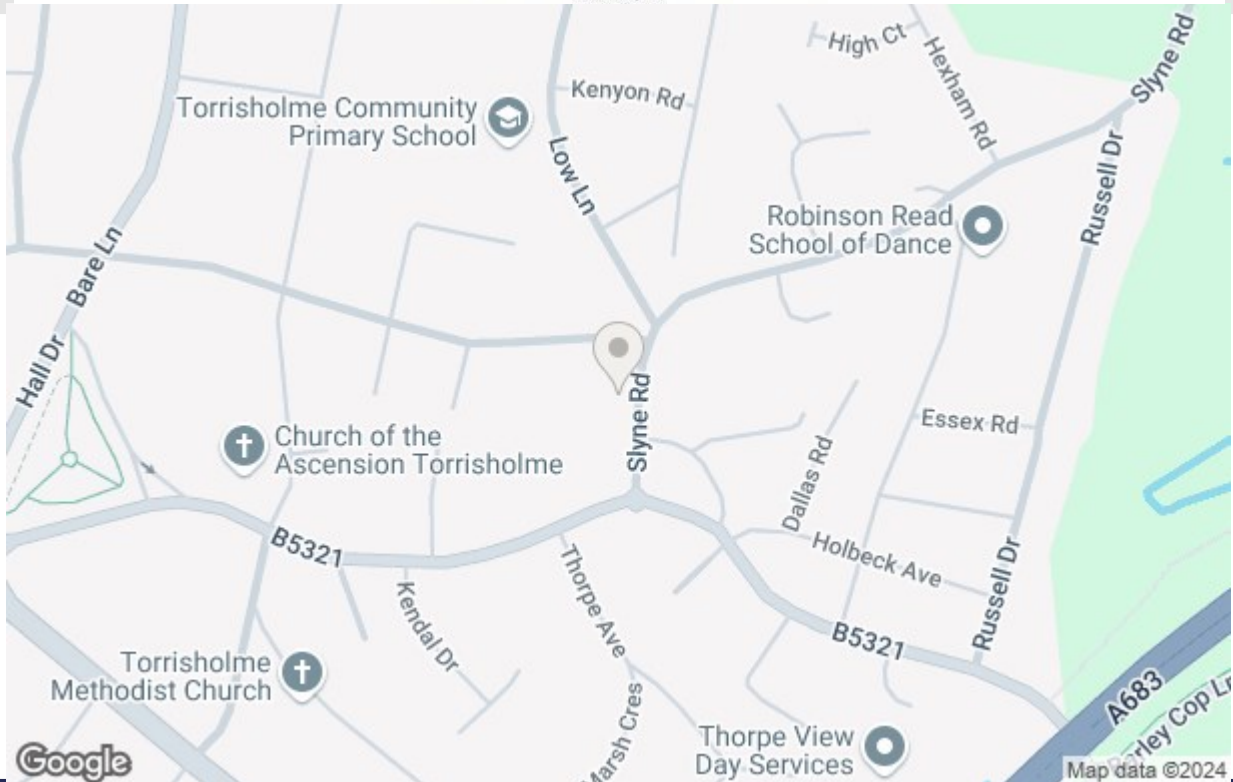 High Ct
Hexham Rd
Slyne Rd
Kenyon Rd
Torrisholme Community
Primary School
Low Ln
Russell Dr
Robinson Read
School of Dance
Bare Ln
Hall Dr
Slyne Rd
Essex Rd
Church of the
Ascension Torrisholme
Dallas Rd
B5321
Holbeck Ave
Thorpe Ave
Kendal Dr
Russell Dr
B5321
Torrisholme
Methodist Church
Marsh Cres
A683
Thorpe View
Day Services
Google
Map data ©2024